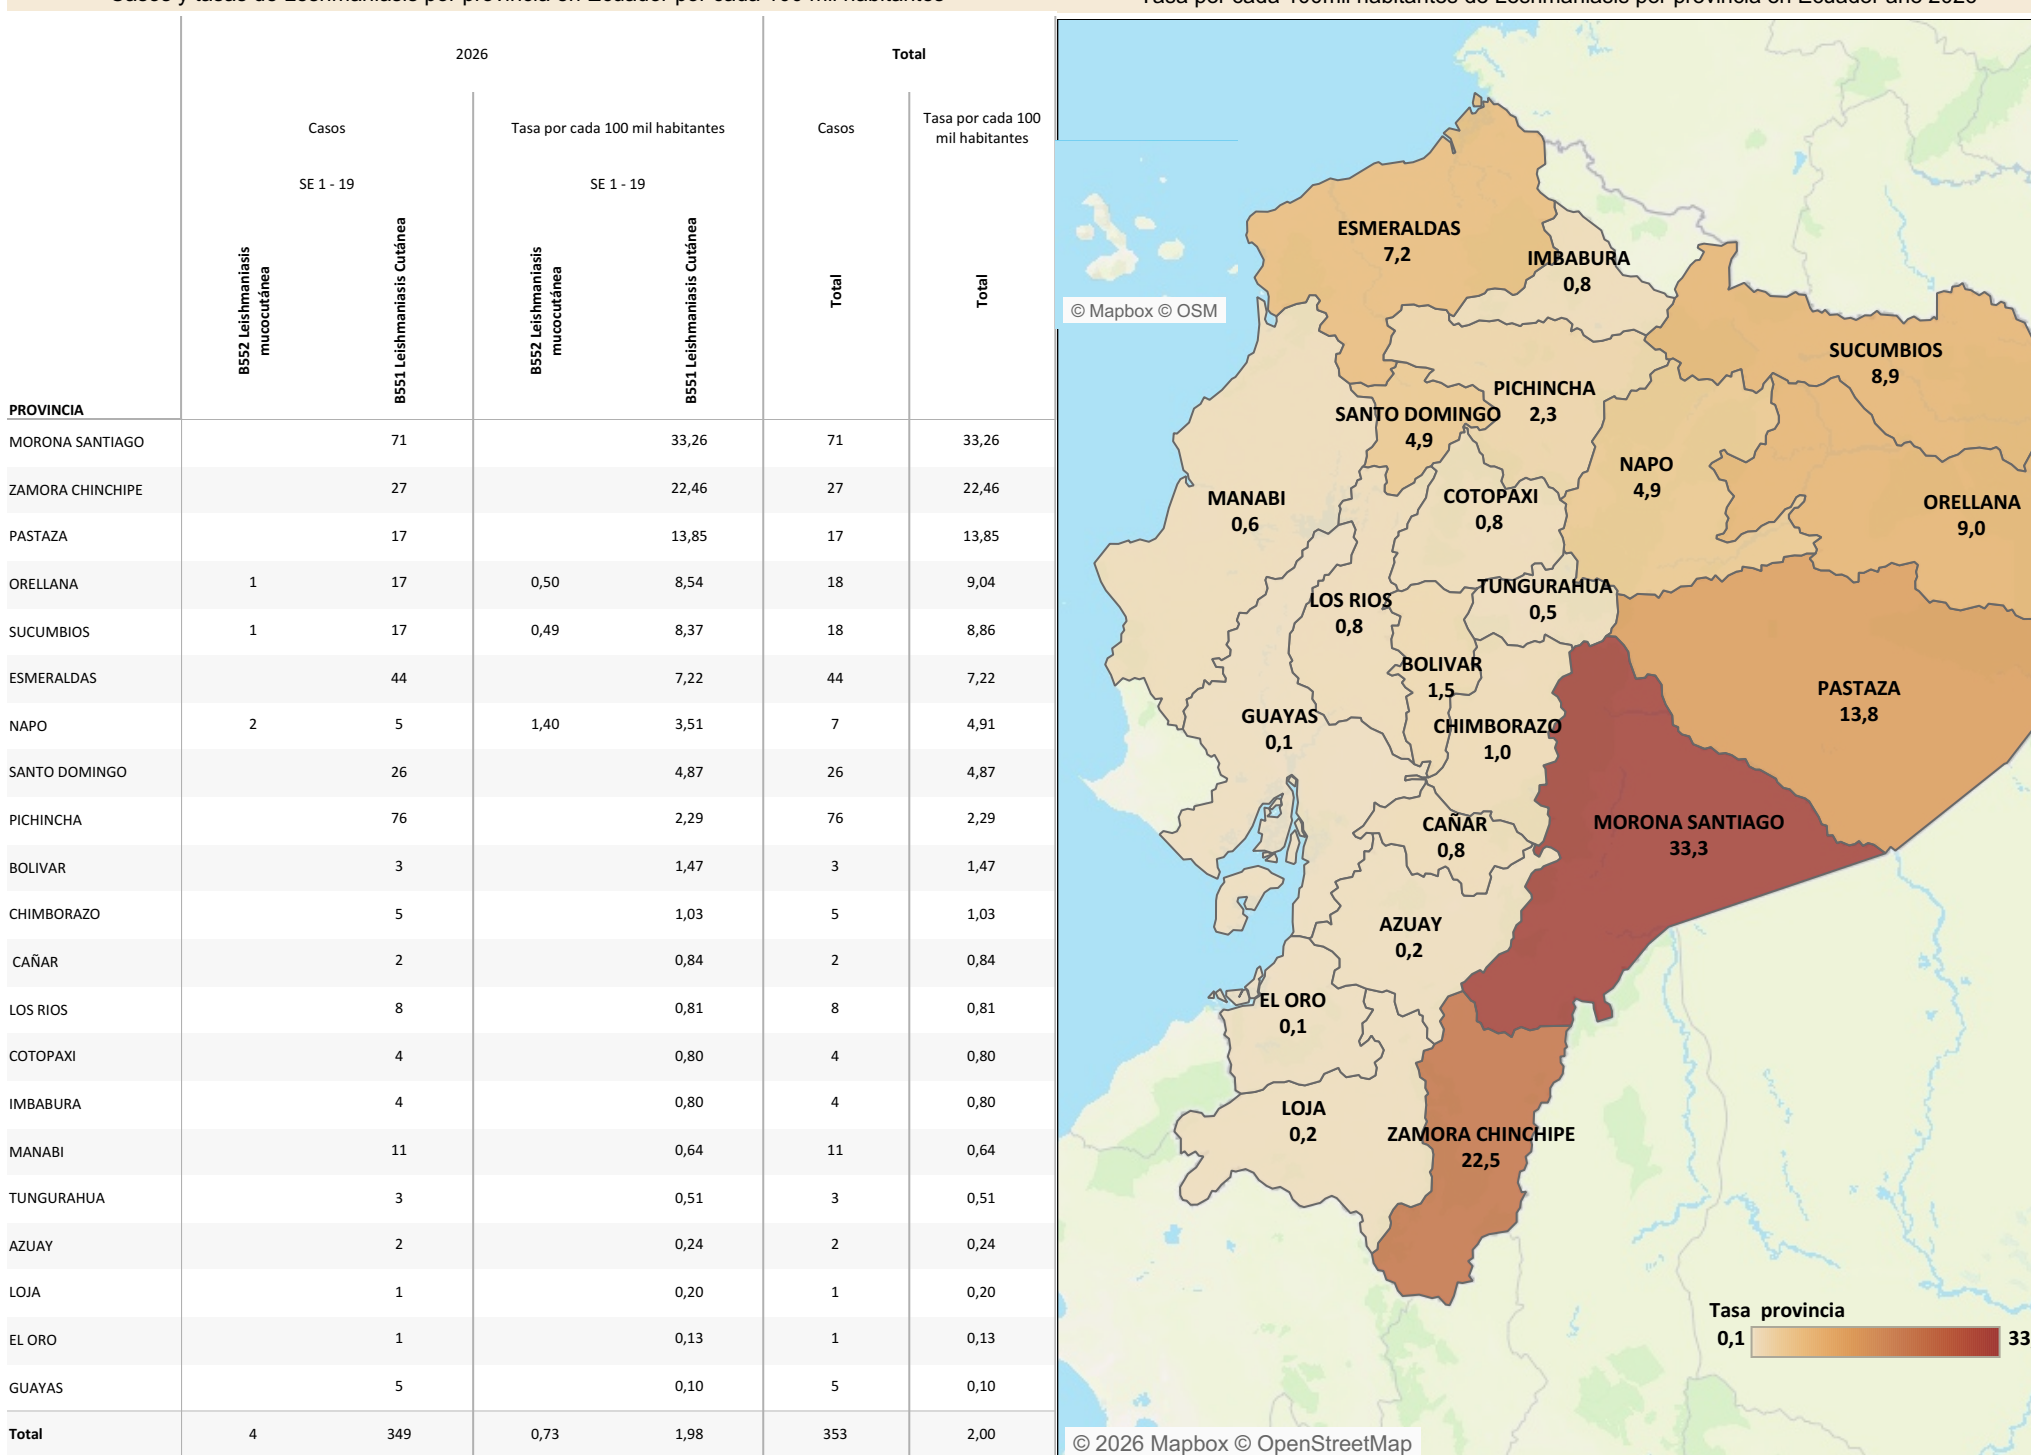 2026
Total
Casos
Tasa por cada 100 mil habitantes
Casos
Tasa por cada 100
mil habitantes
SE 1 - 19
SE 1 - 19
PROVINCIA
B552 Leishmaniasis
mucocutánea
B551 Leishmaniasis Cutánea
B552 Leishmaniasis
mucocutánea
B551 Leishmaniasis Cutánea
Total
Total
MORONA SANTIAGO 71 33,26 71 33,26
ZAMORA CHINCHIPE 27 22,46 27 22,46
PASTAZA 17 13,85 17 13,85
ORELLANA 1 17 0,50 8,54 18 9,04
SUCUMBIOS 1 17 0,49 8,37 18 8,86
ESMERALDAS 44 7,22 44 7,22
NAPO 2 5 1,40 3,51 7 4,91
SANTO DOMINGO 26 4,87 26 4,87
PICHINCHA 76 2,29 76 2,29
BOLIVAR 3 1,47 3 1,47
CHIMBORAZO 5 1,03 5 1,03
CAÑAR 2 0,84 2 0,84
LOS RIOS 8 0,81 8 0,81
COTOPAXI 4 0,80 4 0,80
IMBABURA 4 0,80 4 0,80
MANABI 11 0,64 11 0,64
TUNGURAHUA 3 0,51 3 0,51
AZUAY 2 0,24 2 0,24
LOJA 1 0,20 1 0,20
EL ORO 1 0,13 1 0,13
GUAYAS 5 0,10 5 0,10
Total 4 349 0,73 1,98 353 2,00
ESMERALDAS
7,2
IMBABURA
0,8
© Mapbox © OSM
SUCUMBIOS
8,9
PICHINCHA
2,3
SANTO DOMINGO
4,9
NAPO
4,9
MANABI
0,6
COTOPAXI
0,8
ORELLANA
9,0
TUNGURAHUA
0,5
LOS RIOS
0,8
BOLIVAR
1,5
PASTAZA
13,8
GUAYAS
0,1
CHIMBORAZO
1,0
CAÑAR
0,8
MORONA SANTIAGO
33,3
AZUAY
0,2
EL ORO
0,1
LOJA
0,2
ZAMORA CHINCHIPE
22,5
Tasa provincia
0,1 33
© 2026 Mapbox © OpenStreetMap